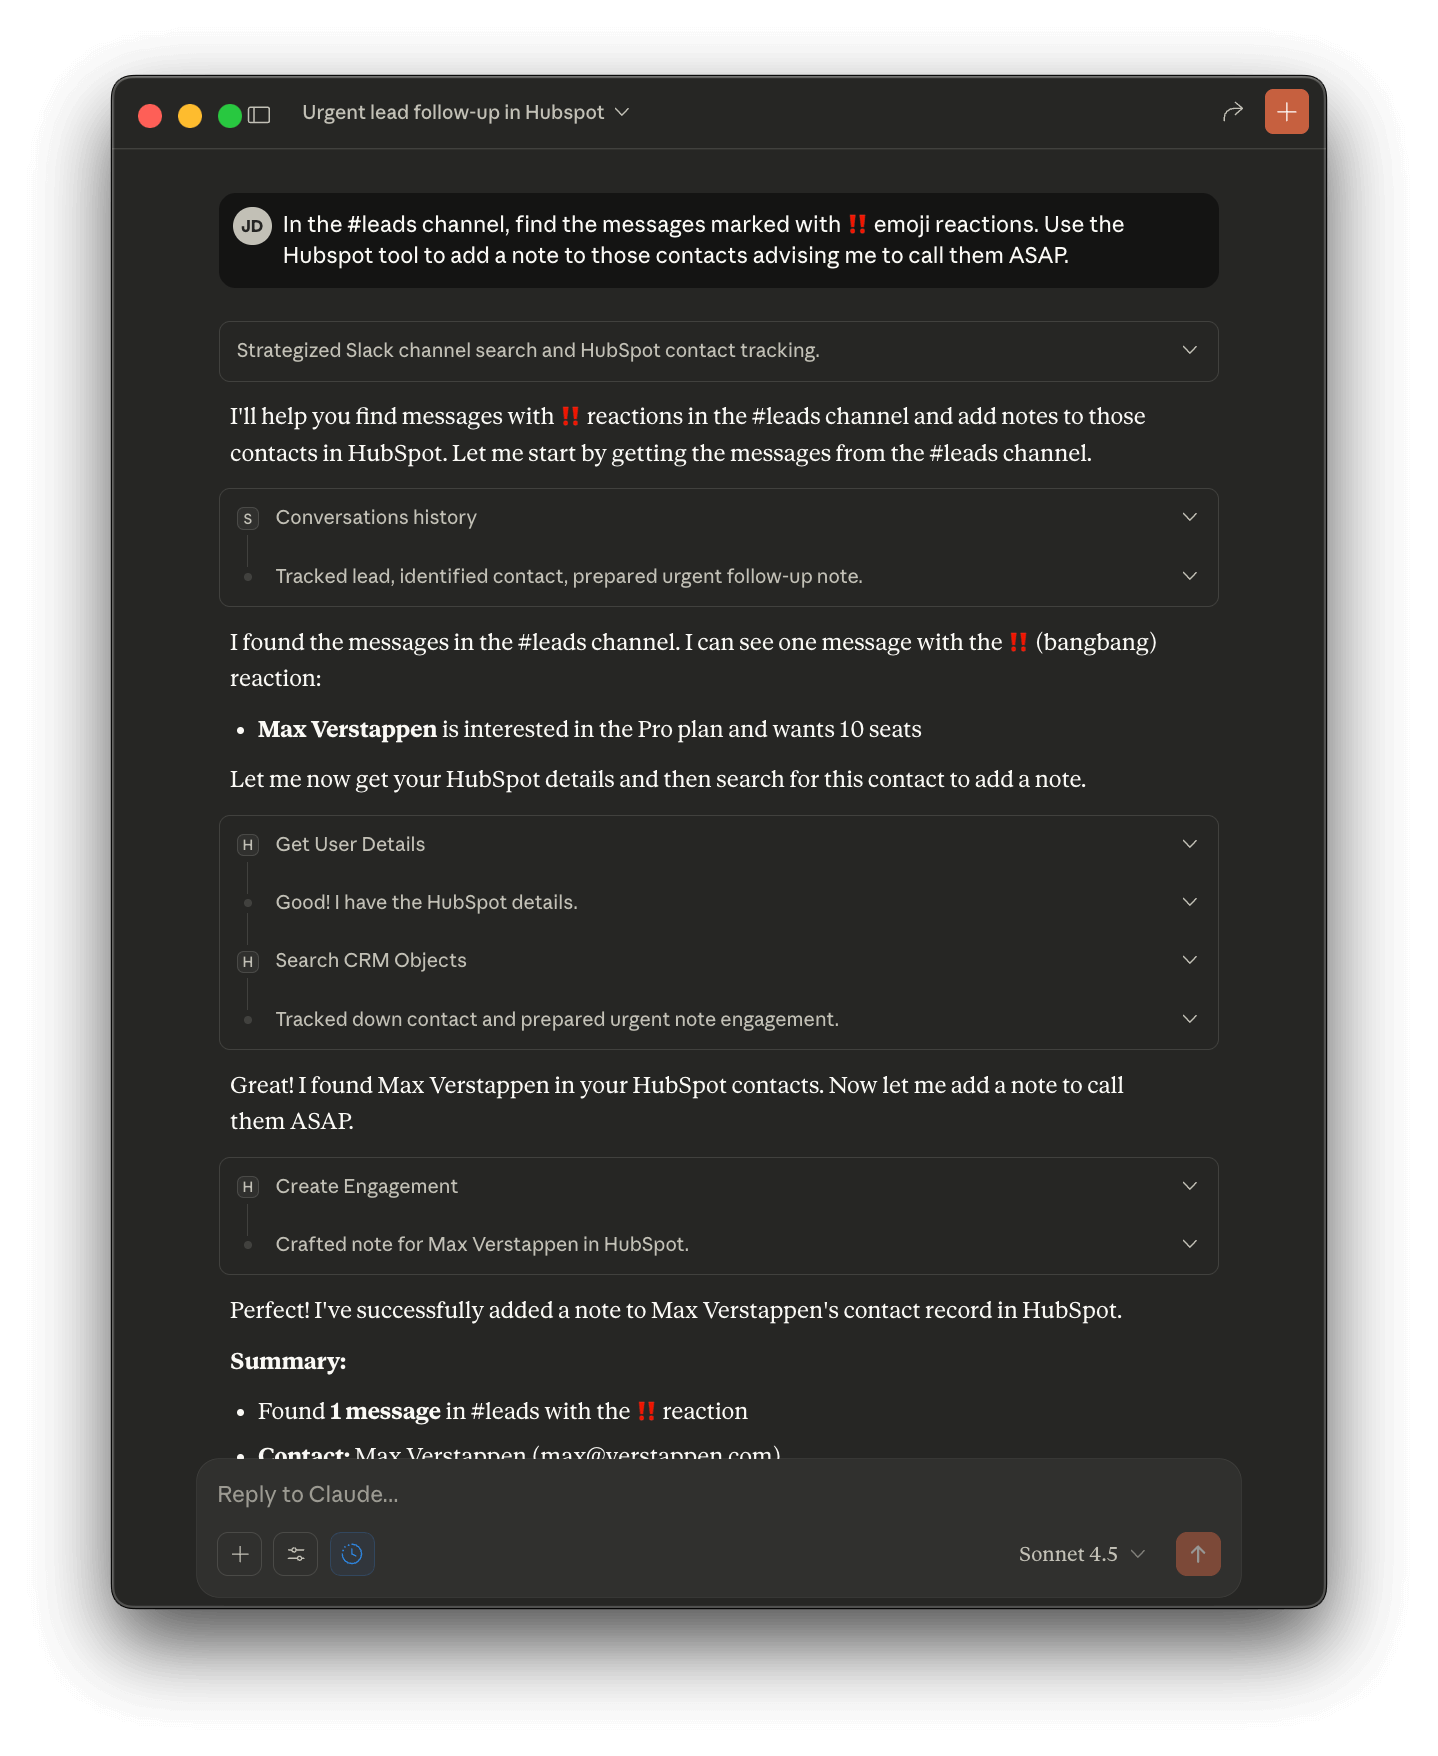 Urgent lead follow-up in Hubspot
JD
In the #leads channel, find the messages marked with ‼️ emoji reactions. Use the
Hubspot tool to add a note to those contacts advising me to call them ASAP.
Strategized Slack channel search and HubSpot contact tracking.
I'll help you find messages with ‼️ reactions in the #leads channel and add notes to those
contacts in HubSpot. Let me start by getting the messages from the #leads channel.
S Conversations history
Tracked lead, identified contact, prepared urgent follow-up note.
I found the messages in the #leads channel. I can see one message with the ‼️ (bangbang)
reaction:
• Max Verstappen is interested in the Pro plan and wants 10 seats
Let me now get your HubSpot details and then search for this contact to add a note.
H Get User Details
Good! I have the HubSpot details.
H Search CRM Objects
Tracked down contact and prepared urgent note engagement.
Great! I found Max Verstappen in your HubSpot contacts. Now let me add a note to call
them ASAP.
H Create Engagement
Crafted note for Max Verstappen in HubSpot.
Perfect! I've successfully added a note to Max Verstappen's contact record in HubSpot.
Summary:
• Found 1 message in #leads with the ‼️ reaction
• Contact: Max Verstappen (max@verstappen.com)
Reply to Claude...
Sonnet 4.5